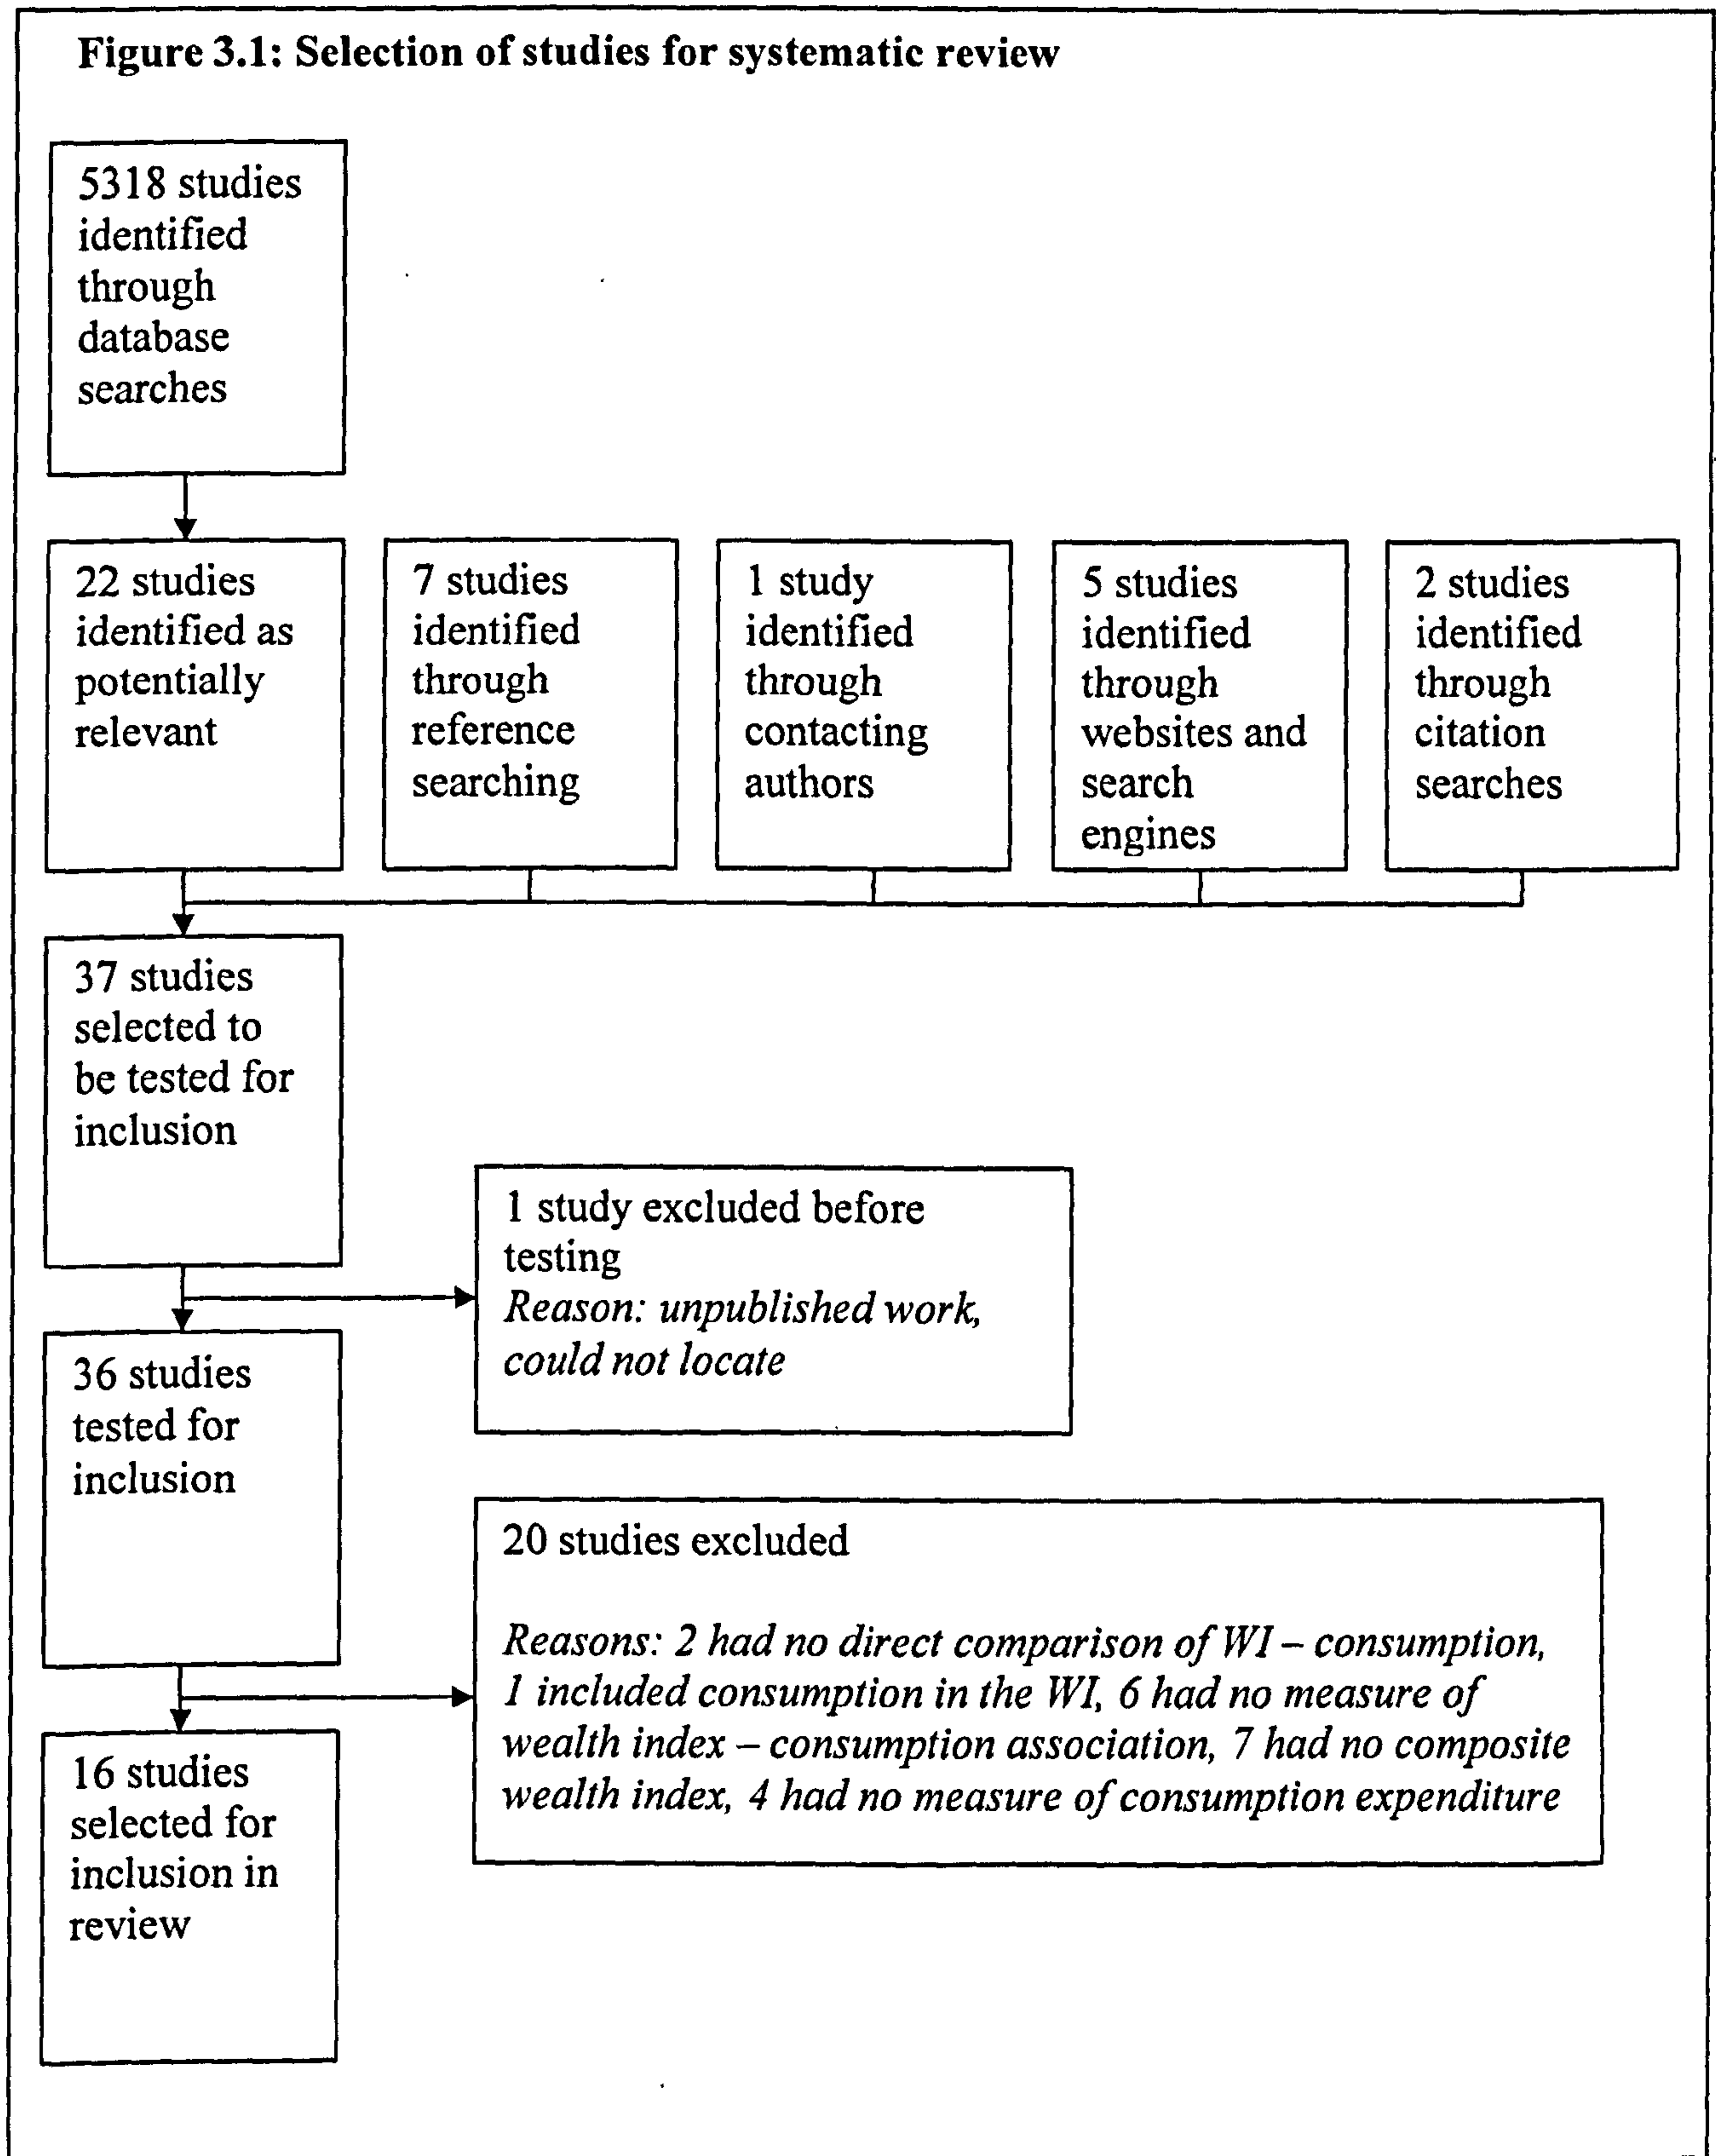 Figure 3.1: Selection of studies for systematic review
5318 studies
identified
through
database
searches
22 studies
identified as
potentially
relevant
7 studies
identified
through
reference
searching
1 study
identified
through
contacting
authors
5 studies
identified
through
websites and
search
engines
2 studies
identified
through
citation
searches
37 studies
selected to
be tested for
inclusion
1 study excluded before
testing
Reason: unpublished work,
could not locate
36 studies
tested for
inclusion
20 studies excluded
Reasons: 2 had no direct comparison of WI – consumption,
1 included consumption in the WI, 6 had no measure of
wealth index – consumption association, 7 had no composite
wealth index, 4 had no measure of consumption expenditure
16 studies
selected for
inclusion in
review